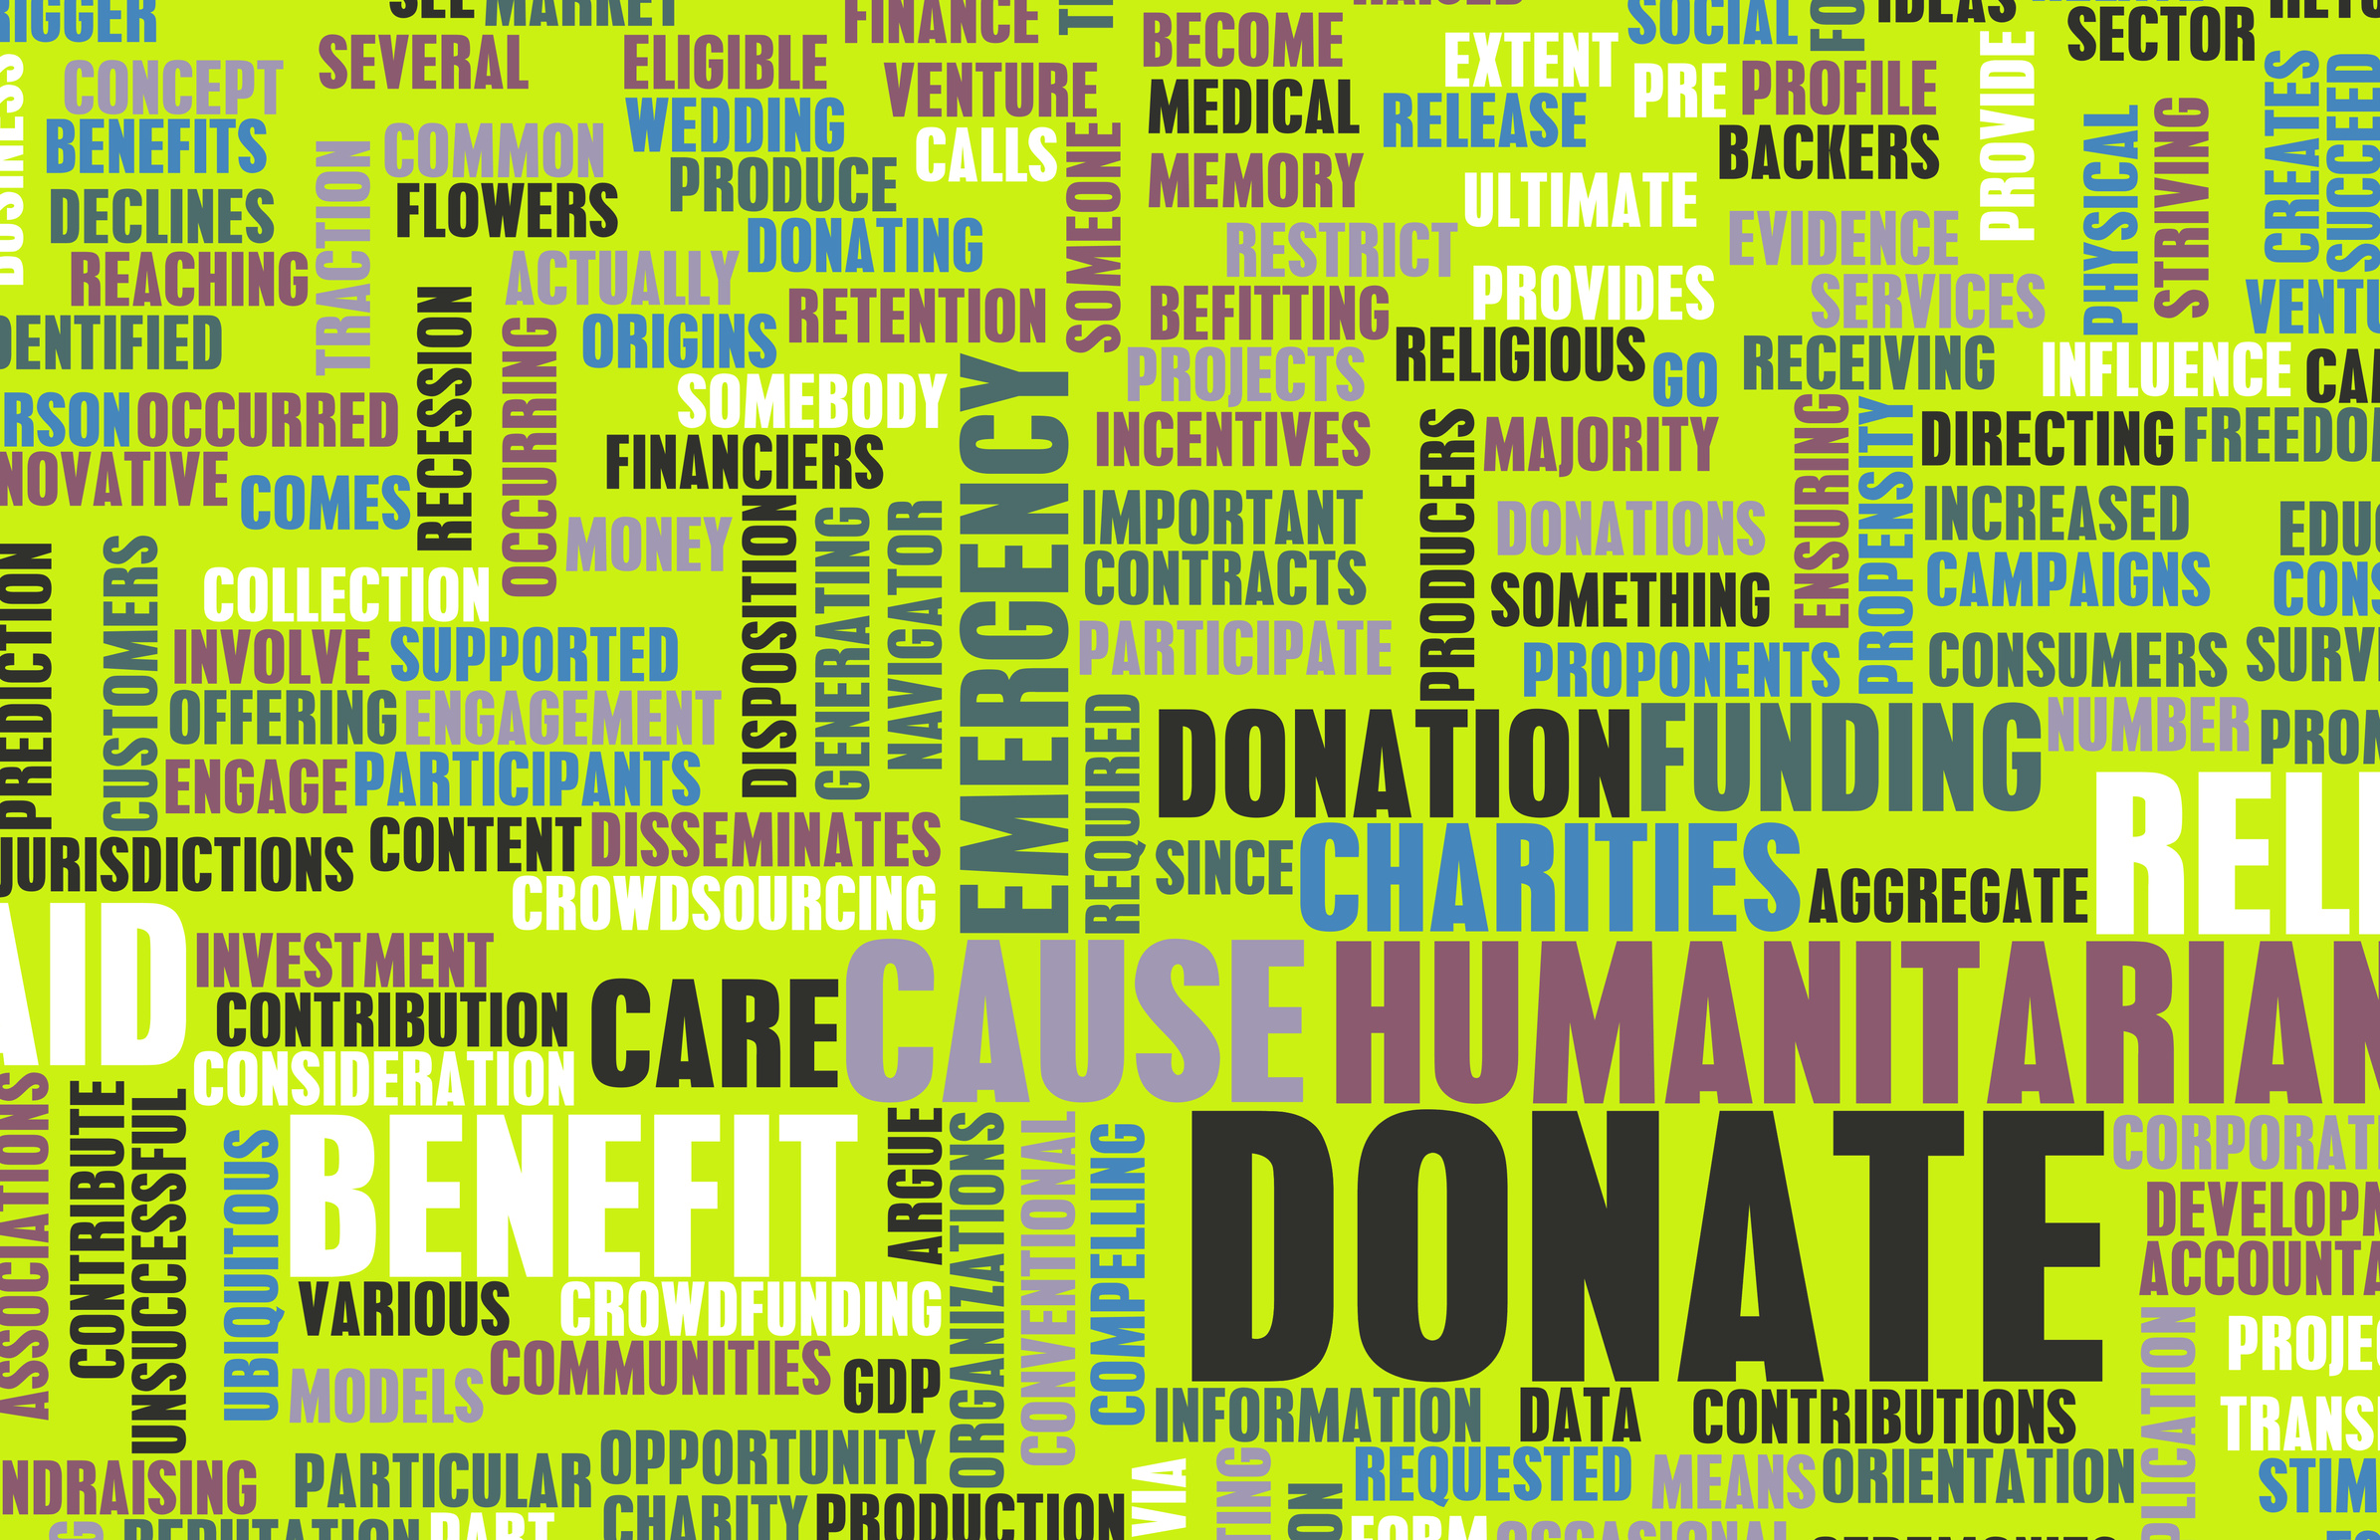 RIGGER
SEE
MARKET
FINANCE
SOCIAL
IDEAS
SECTOR
CONCEPT
SEVERAL
ELIGIBLE
VENTURE
BECOME
EXTENT
PRE
PROFILE
PROVIDE
BENEFITS
COMMON
WEDDING
CALLS
MEDICAL
RELEASE
BACKERS
PHYSICAL
STRIVING
CREATES
SUCCEED
DECLINES
TRACTION
FLOWERS
PRODUCE
SOMEONE
MEMORY
ULTIMATE
EVIDENCE
REACHING
ACTUALLY
DONATING
RESTRICT
PROVIDES
SERVICES
DENTIFIED
RECESSION
OCCURRING
ORIGINS
RETENTION
BEFITTING
RELIGIOUS
GO
RECEIVING
INFLUENCE
VENTU
RSON
OCCURRED
SOMEBODY
EMERGENCY
PROJECTS
INCENTIVES
PRODUCERS
MAJORITY
ENSURING
PROPENSITY
DIRECTING
FREEDO
NOVATIVE
COMES
FINANCIERS
MONEY
DISPOSITION
GENERATING
NAVIGATOR
IMPORTANT
DONATIONS
INCREASED
EDU
PREDICTION
CUSTOMERS
COLLECTION
CONTRACTS
SOMETHING
CAMPAIGNS
CONS
INVOLVE
SUPPORTED
PARTICIPATE
PROPONENTS
CONSUMERS
SURV
OFFERING
ENGAGEMENT
REQUIRED
DONATION
FUNDING
NUMBER
PRO
ENGAGE
PARTICIPANTS
JURISDICTIONS
CONTENT
DISSEMINATES
SINCE
CHARITIES
AGGREGATE
RELI
CROWDSOURCING
AID
INVESTMENT
CONTRIBUTION
CARE
CAUSE
HUMANITARIAN
CONSIDERATION
ASSOCIATIONS
CONTRIBUTE
UNSUCCESSFUL
UBIQUITOUS
BENEFIT
ARGUE
ORGANIZATIONS
CONVENTIONAL
COMPELLING
DONATE
CORPORAT
DEVELOPM
ACCOUNTA
VARIOUS
CROWDFUNDING
PLICATION
PROJE
MODELS
COMMUNITIES
GDP
INFORMATION
DATA
CONTRIBUTIONS
TRANS
NDRAISING
PARTICULAR
OPPORTUNITY
VIA
TING
ON
REQUESTED
MEANS
ORIENTATION
STIM
REPUTATION
PART
CHARITY
PRODUCTION
FORM
OCCASIONAL
CEREMONIES